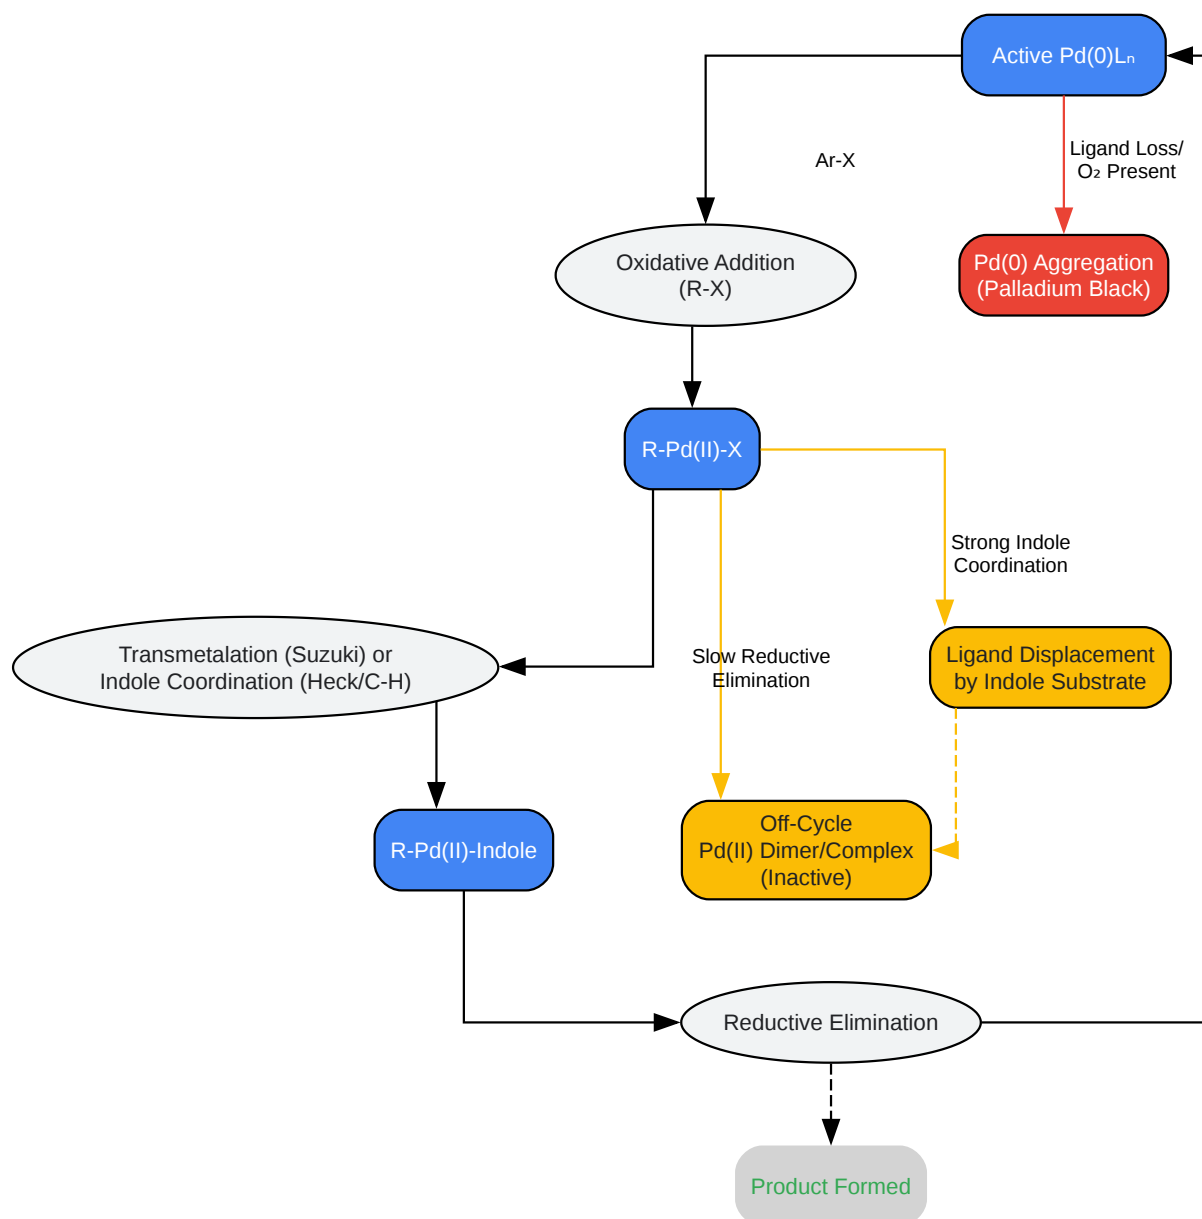 Active Pd(0)Lₙ
Ar-X
Ligand Loss/
O₂ Present
Oxidative Addition
(R-X)
Pd(0) Aggregation
(Palladium Black)
R-Pd(II)-X
Strong Indole
Coordination
Transmetalation (Suzuki) or
Indole Coordination (Heck/C-H)
Slow Reductive
Elimination
Ligand Displacement
by Indole Substrate
R-Pd(II)-Indole
Off-Cycle
Pd(II) Dimer/Complex
(Inactive)
Reductive Elimination
Product Formed